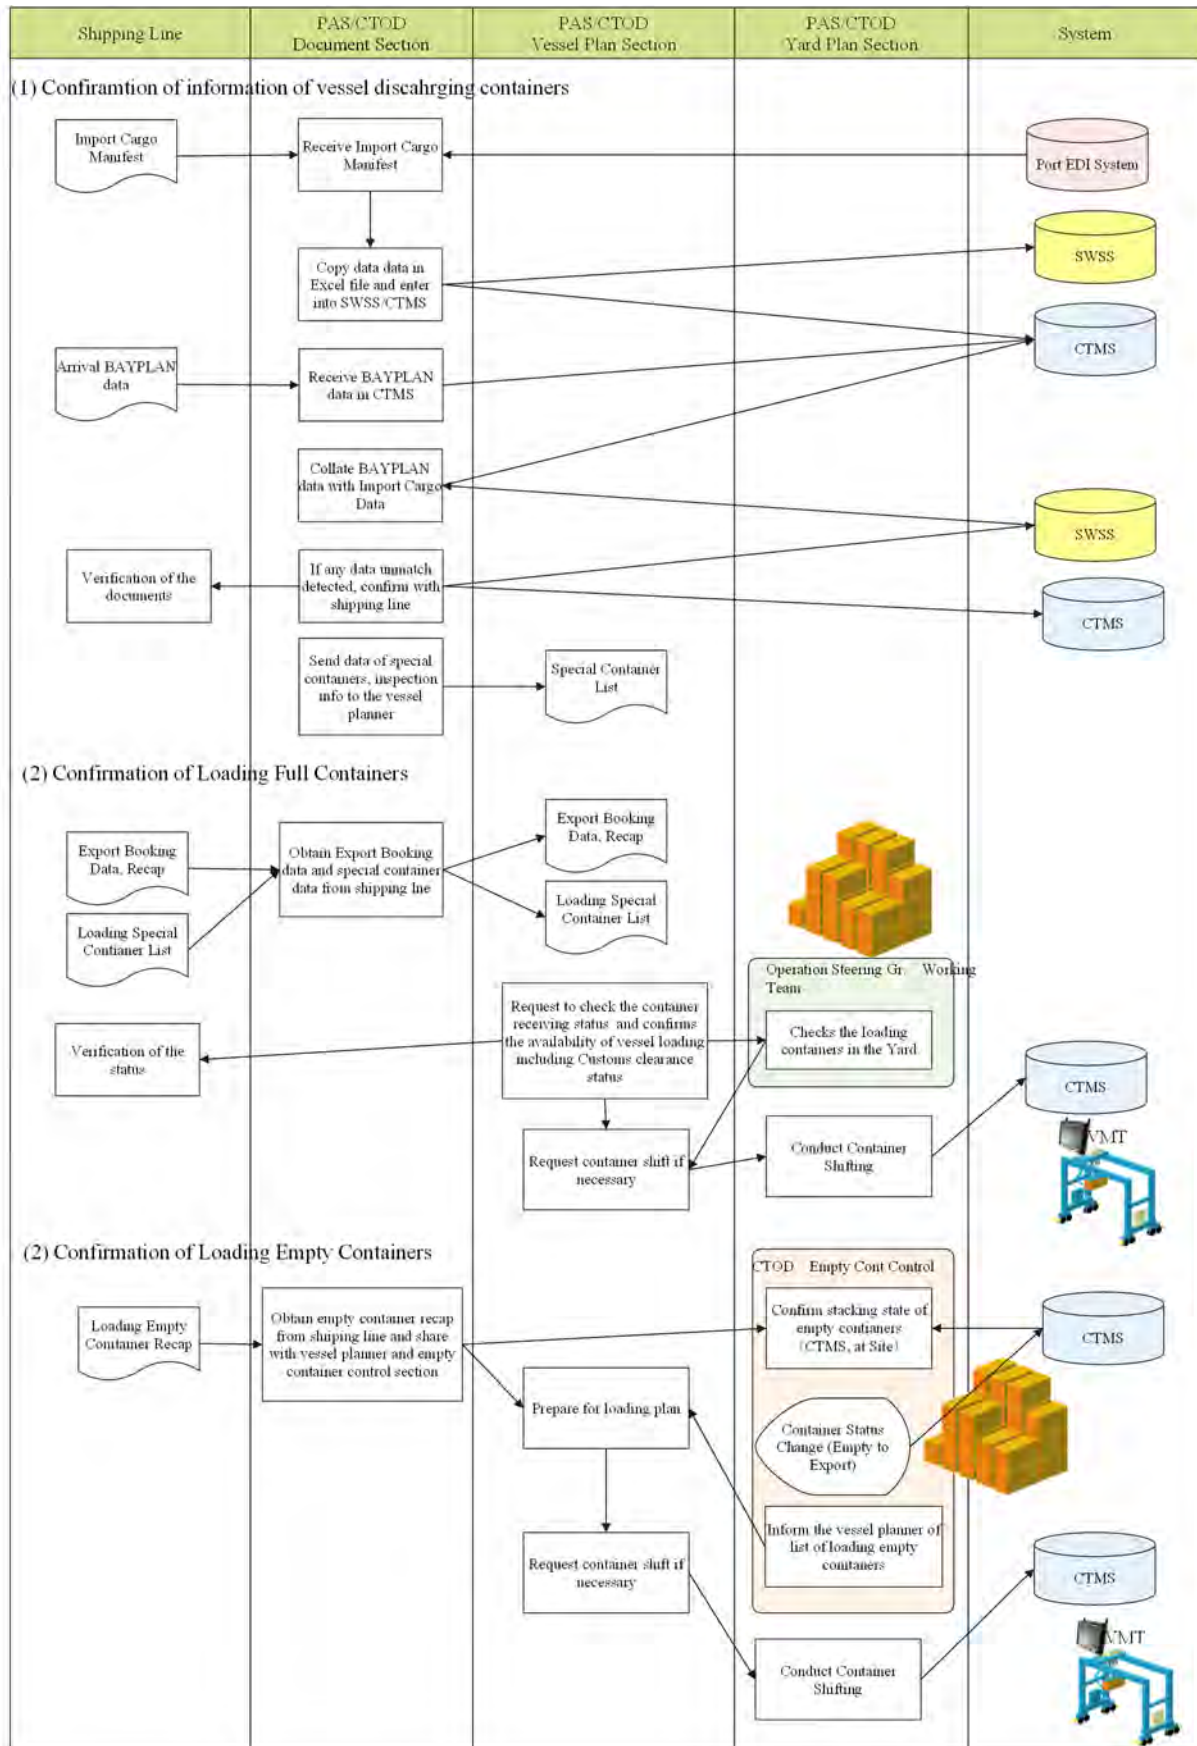 Shipping Line
PAS/CTOD
Document Section
PAS/CTOD
Vessel Plan Section
PAS/CTOD
Yard Plan Section
System
(1) Confiramtion of information of vessel discahrging containers
Import Cargo
Manifest
Receive Import Cargo
Manifest
Port EDI System
Copy data data in
Excel file and enter
into SWSS/CTMS
SWSS
CTMS
Arrival BAYPLAN
data
Receive BAYPLAN
data in CTMS
Collate BAYPLAN
data with Import Cargo
Data
SWSS
Verification of the
documents
If any data unmatch
detected, confirm with
shipping line
CTMS
Send data of special
containers, inspection
info to the vessel
planner
Special Container
List
(2) Confirmation of Loading Full Containers
Export Booking
Data, Recap
Loading Special
Contianer List
Obtain Export Booking
data and special container
data from shipping lne
Export Booking
Data, Recap
Loading Special
Container List
Operation Steering Gr. Working
Team
Verification of the
status
Request to check the container
receiving status and confirms
the availability of vessel loading
including Customs clearance
status
Checks the loading
containers in the Yard
CTMS
VMT
Request container shift if
necessary
Conduct Container
Shifting
(2) Confirmation of Loading Empty Containers
CTOD Empty Cont Control
Loading Empty
Container Recap
Obtain empty container recap
from shriping line and share
with vessel planner and empty
container control section
Confirm stacking state of
empty contianers
(CTMS, at Site)
CTMS
Prepare for loading plan
Container Status
Change (Empty to
Export)
Inform the vessel planner of
list of loading empty
comtaners
Request container shift if
necessary
CTMS
VMT
Conduct Container
Shifting